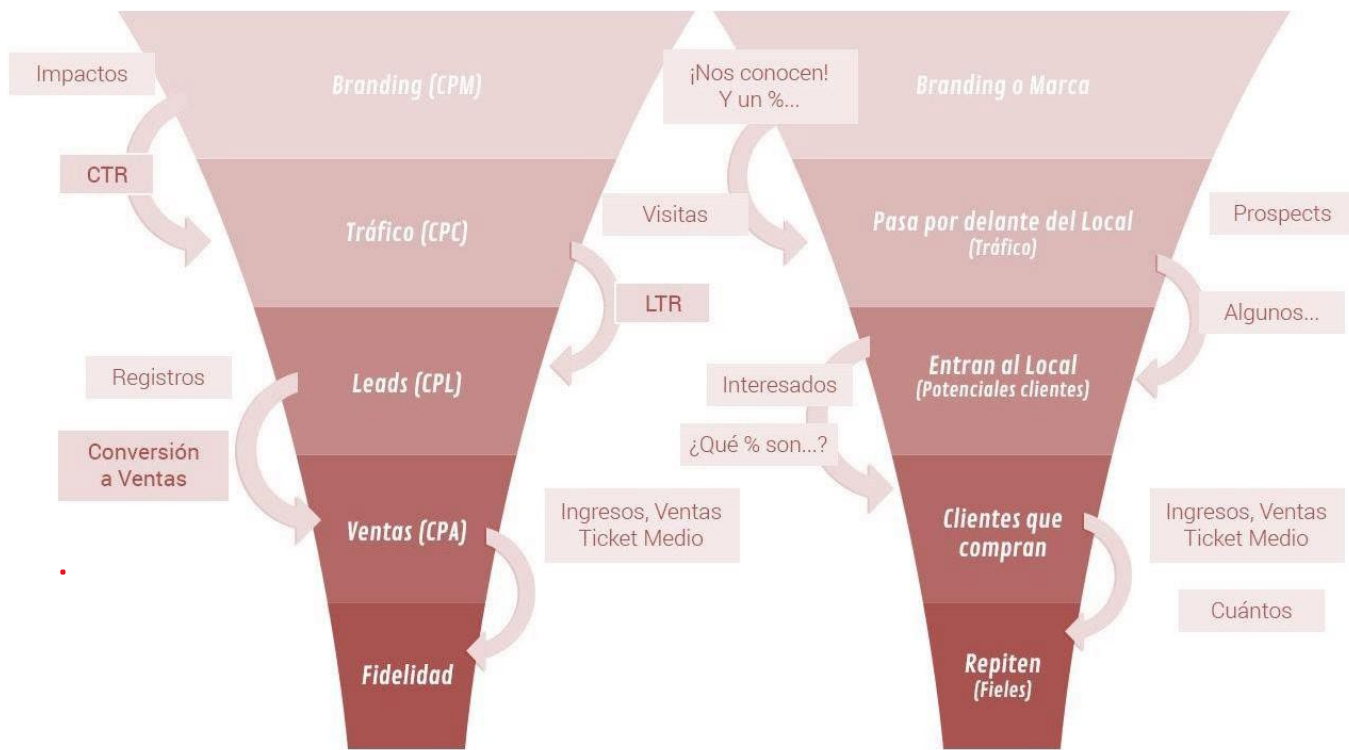 Impactos
Branding (CPM)
CTR
Tráfico (CPC)
Visitas
LTR
Registros
Leads (CPL)
Conversión
a Ventas
Ventas (CPA)
Ingresos, Ventas
Ticket Medio
Fidelidad
¡Nos conocen!
Y un %...
Branding o Marca
Pasa por delante del Local
(Tráfico)
Prospects
Algunos...
Entran al Local
(Potenciales clientes)
Interesados
¿Qué % son...?
Clientes que
compran
Ingresos, Ventas
Ticket Medio
Cuántos
Repiten
(Fieles)